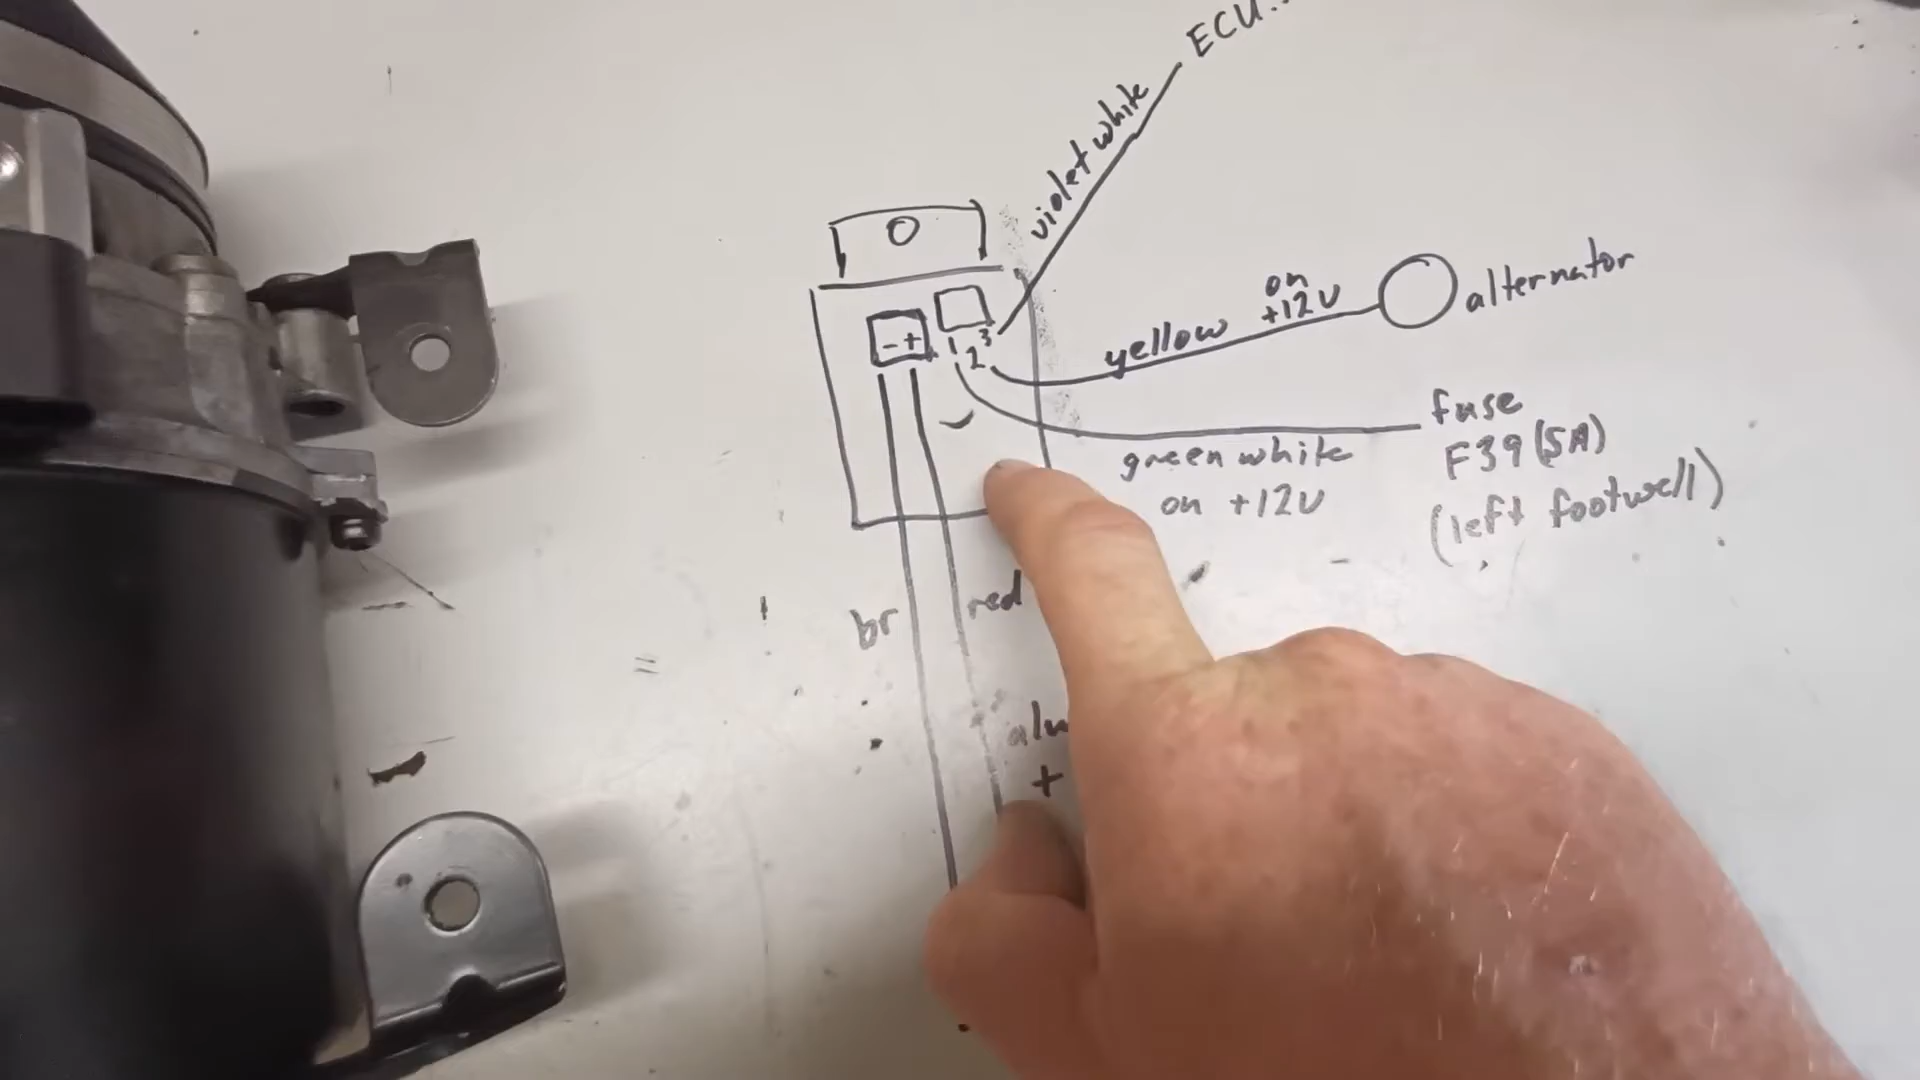 ECU..
violet white
on
+12V
yellow
alternator
- +
1
2
3
fuse
F39 (5A)
(left footwell)
green white
on +12V
br
red
+